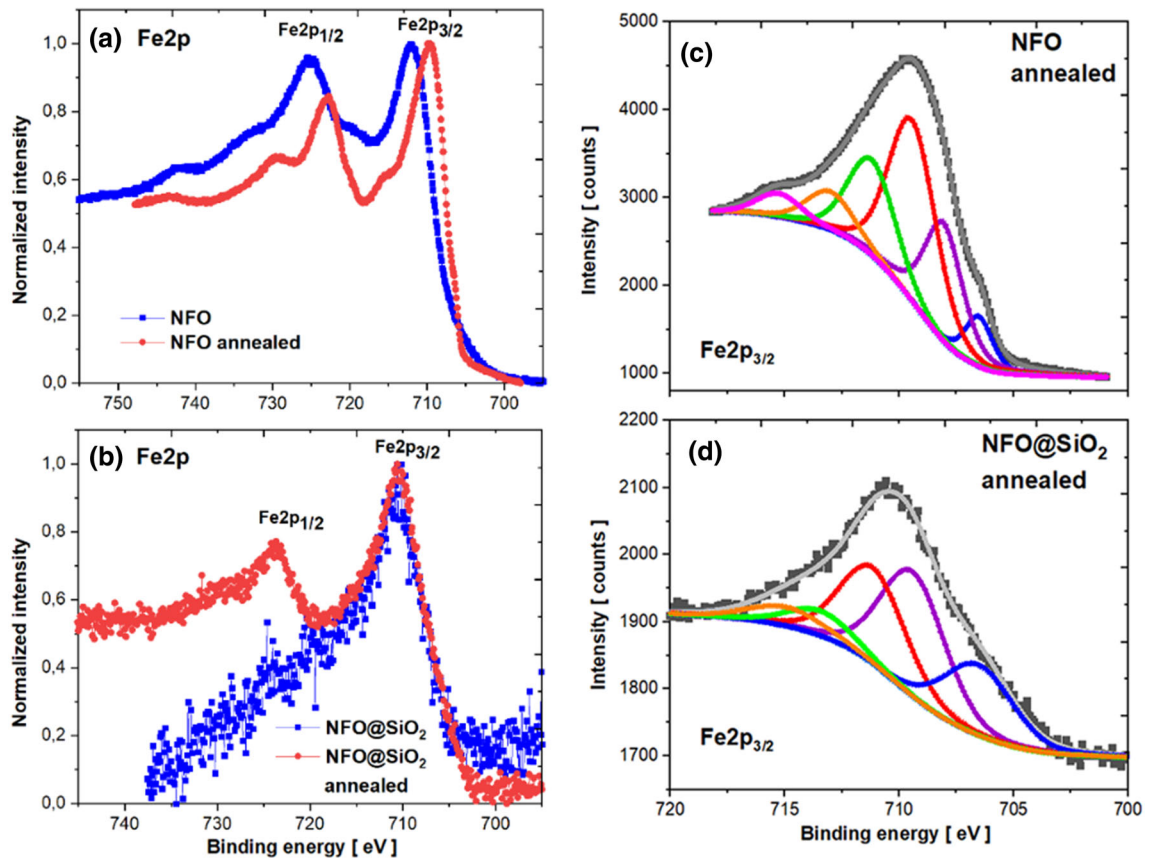 (a)
Fe2p
Fe2p1/2
Fe2p3/2
1,0
0,8
0,6
0,4
0,2
0,0
Normalized intensity
NFO
NFO annealed
750
740
730
720
710
700
(b)
Fe2p
Fe2p3/2
Fe2p1/2
1,0
0,8
0,6
0,4
0,2
0,0
Normalized intensity
NFO@SiO2
NFO@SiO2
annealed
740
730
720
710
700
Binding energy [ eV]
(c)
NFO
annealed
5000
4000
3000
2000
1000
Intensity [ counts]
Fe2p3/2
(d)
NFO@SiO2
annealed
2200
2100
2000
1900
1800
1700
Intensity [ counts]
Fe2p3/2
720
715
710
705
700
Binding energy [ eV]